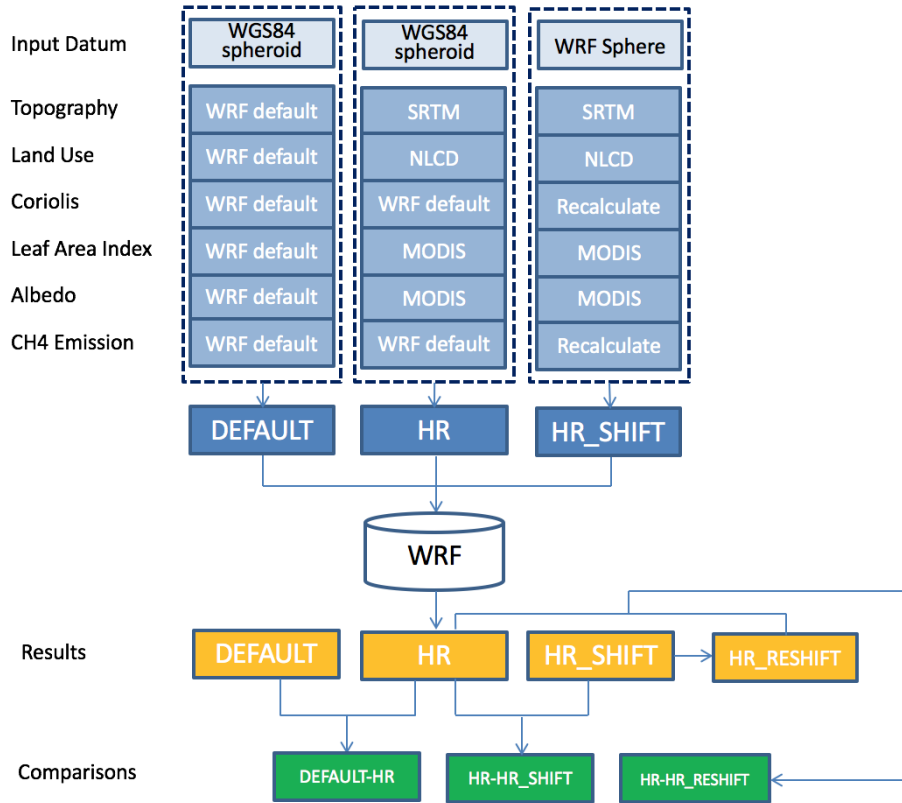 Input Datum
WGS84
spheroid
WGS84
spheroid
WRF Sphere
Topography
WRF default
SRTM
SRTM
Land Use
WRF default
NLCD
NLCD
Coriolis
WRF default
WRF default
Recalculate
Leaf Area Index
WRF default
MODIS
MODIS
Albedo
WRF default
MODIS
MODIS
CH4 Emission
WRF default
WRF default
Recalculate
DEFAULT
HR
HR_SHIFT
WRF
Results
DEFAULT
HR
HR_SHIFT
HR_RESHIFT
Comparisons
DEFAULT-HR
HR-HR_SHIFT
HR-HR_RESHIFT